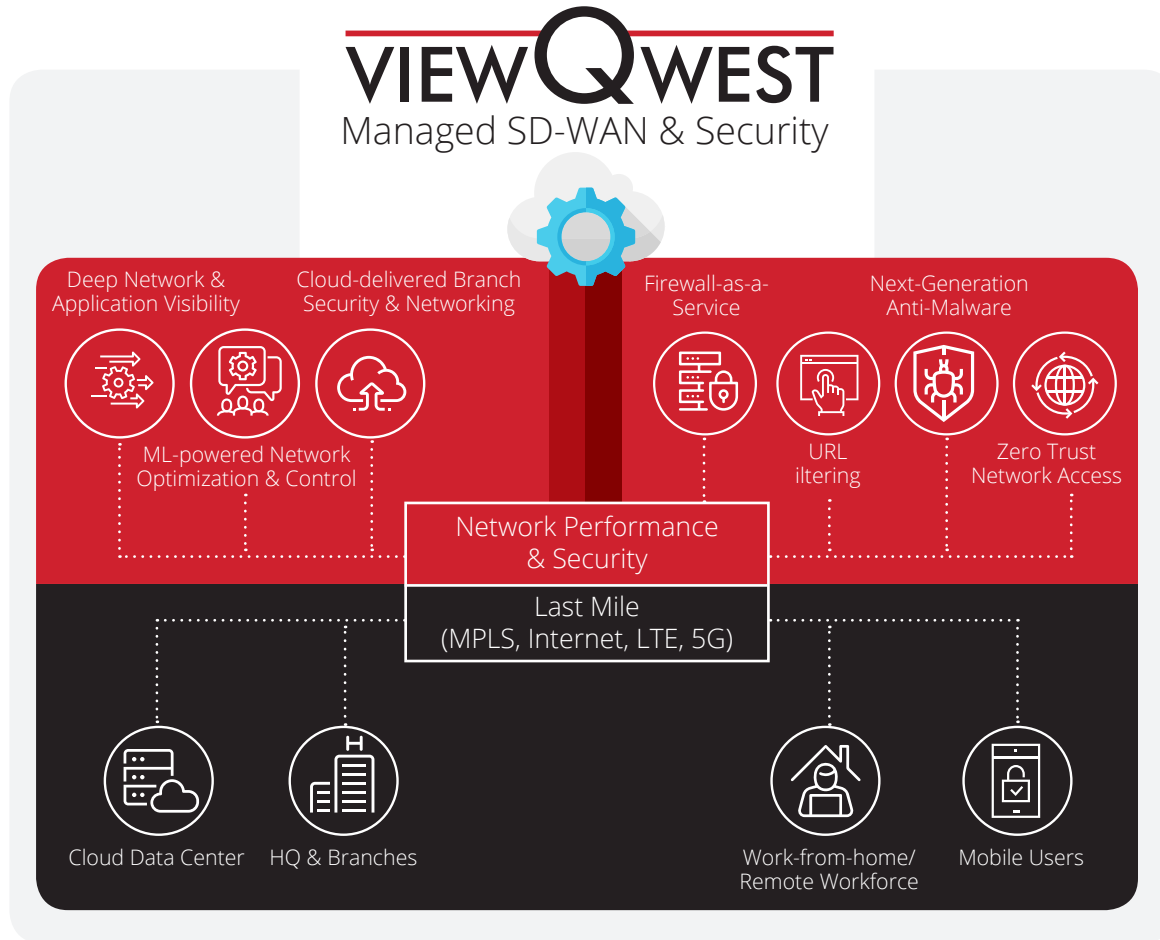 VIEWQWEST
Managed SD-WAN & Security
Deep Network &
Application Visibility
Cloud-delivered Branch
Security & Networking
Firewall-as-a-
Service
Next-Generation
Anti-Malware
ML-powered Network
Optimization & Control
URL
iltering
Zero Trust
Network Access
Network Performance
& Security
Last Mile
(MPLS, Internet, LTE, 5G)
Cloud Data Center
HQ & Branches
Work-from-home/
Remote Workforce
Mobile Users